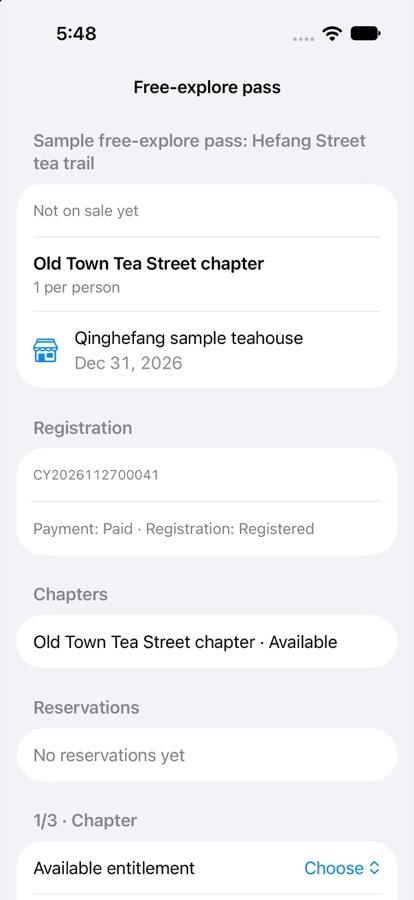 5:48
Free-explore pass
Sample free-explore pass: Hefang Street
tea trail
Not on sale yet
Old Town Tea Street chapter
1 per person
Qinghefang sample teahouse
Dec 31, 2026
Registration
CY2026112700041
Payment: Paid · Registration: Registered
Chapters
Old Town Tea Street chapter · Available
Reservations
No reservations yet
1/3 · Chapter
Available entitlement Choose